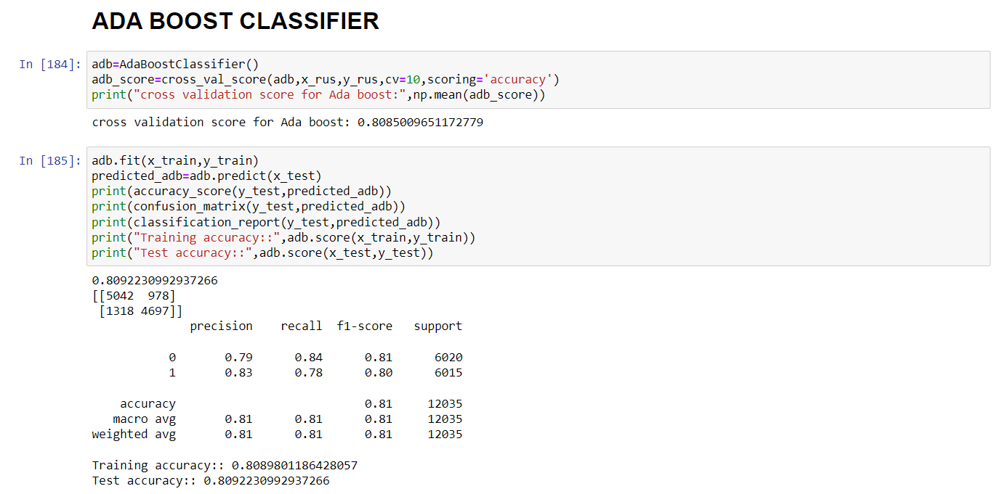 ADA BOOST CLASSIFIER
In [184]: adb=AdaBoostClassifier()
adb_score=cross_val_score(adb,x_rus,y_rus,cv=10,scoring='accuracy')
print("cross validation score for Ada boost:",np.mean(adb_score))
cross validation score for Ada boost: 0.8085009651172779
In [185]: adb.fit(x_train,y_train)
predicted_adb=adb.predict(x_test)
print(accuracy_score(y_test,predicted_adb))
print(confusion_matrix(y_test,predicted_adb))
print(classification_report(y_test,predicted_adb))
print("Training accuracy::",adb.score(x_train,y_train))
print("Test accuracy::",adb.score(x_test,y_test))
0.8092230992937266
[[5042  978]
 [1318 4697]]
              precision    recall  f1-score   support
           0       0.79      0.84      0.81      6020
           1       0.83      0.78      0.80      6015
    accuracy                           0.81     12035
   macro avg       0.81      0.81      0.81     12035
weighted avg       0.81      0.81      0.81     12035
Training accuracy:: 0.8089801186428057
Test accuracy:: 0.8092230992937266